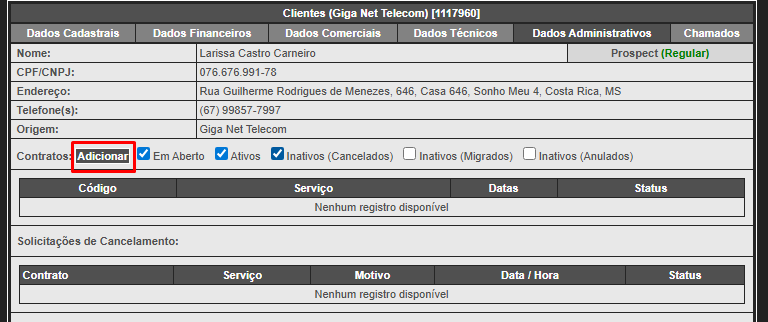 Clientes (Giga Net Telecom) [1117960]
Dados Cadastrais Dados Financeiros Dados Comerciais Dados Técnicos Dados Administrativos Chamados
Nome: Larissa Castro Carneiro Prospect (Regular)
CPF/CNPJ: 076.676.991-78
Endereço: Rua Guilherme Rodrigues de Menezes, 646, Casa 646, Sonho Meu 4, Costa Rica, MS
Telefone(s): (67) 99857-7997
Origem: Giga Net Telecom
Contratos: Adicionar Em Aberto Ativos Inativos (Cancelados) Inativos (Migrados) Inativos (Anulados)
Código Serviço Datas Status
Nenhum registro disponível
Solicitações de Cancelamento:
Contrato Serviço Motivo Data / Hora Status
Nenhum registro disponível